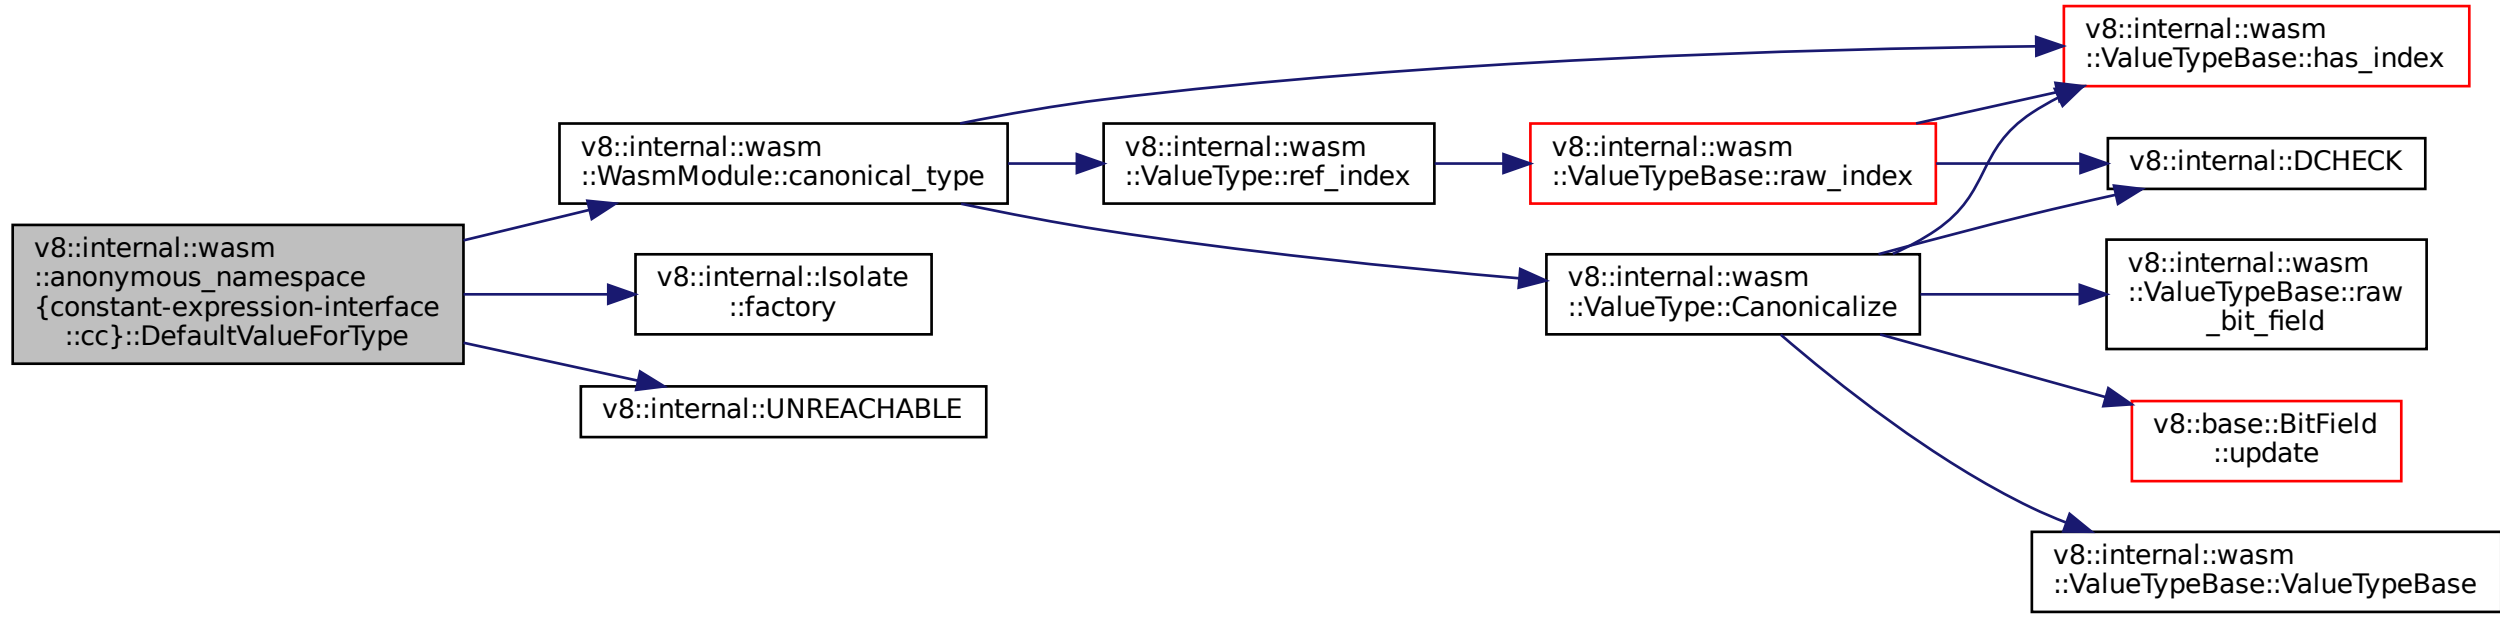 v8::internal::wasm
::anonymous_namespace
{constant-expression-interface
::cc}::DefaultValueForType
v8::internal::wasm
::WasmModule::canonical_type
v8::internal::Isolate
::factory
v8::internal::UNREACHABLE
v8::internal::wasm
::ValueType::ref_index
v8::internal::wasm
::ValueTypeBase::raw_index
v8::internal::wasm
::ValueType::Canonicalize
v8::internal::wasm
::ValueTypeBase::has_index
v8::internal::DCHECK
v8::internal::wasm
::ValueTypeBase::raw
_bit_field
v8::base::BitField
::update
v8::internal::wasm
::ValueTypeBase::ValueTypeBase